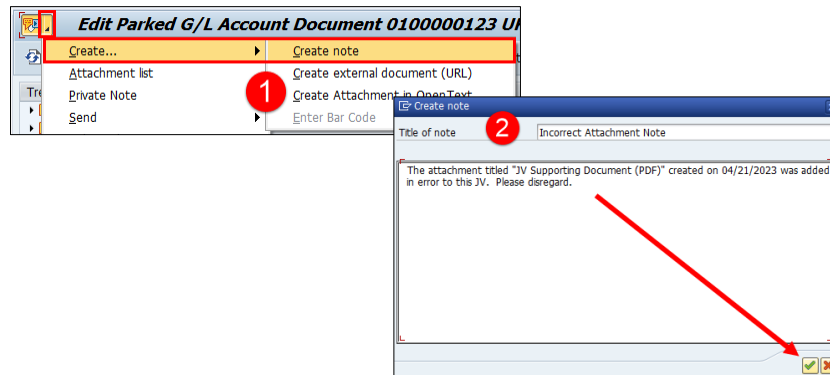 Edit Parked G/L Account Document 0100000123
Create...
Create note
Attachment list
Create external document (URL)
Private Note
1
Create Attachment in OpenText
Send
Enter Bar Code
Create note
Title of note
2
Incorrect Attachment Note
The attachment titled "JV Supporting Document (PDF)" created on 04/21/2023 was added
in error to this JV. Please disregard.